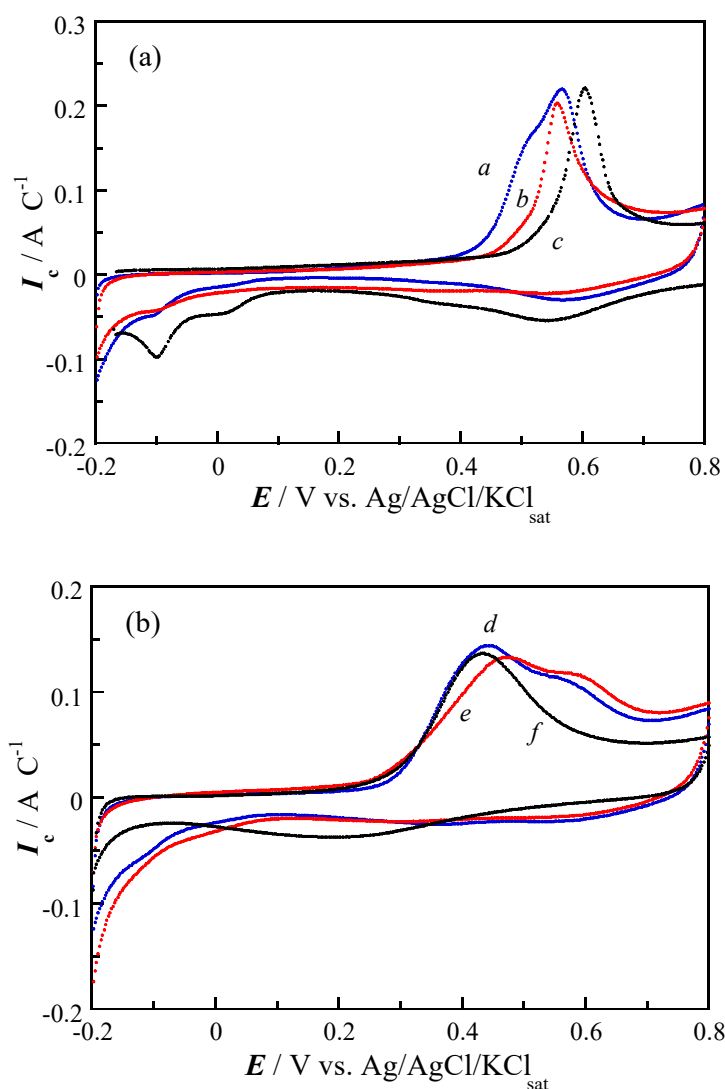 0.3
(a)
0.2
a
0.1
b
c
0
-0.1
-0.2
-0.2 0 0.2 0.4 0.6 0.8
I_c / A C⁻¹
E / V vs. Ag/AgCl/KCl_sat
0.2
(b)
d
0.1
e
f
0
-0.1
-0.2
-0.2 0 0.2 0.4 0.6 0.8
I_c / A C⁻¹
E / V vs. Ag/AgCl/KCl_sat